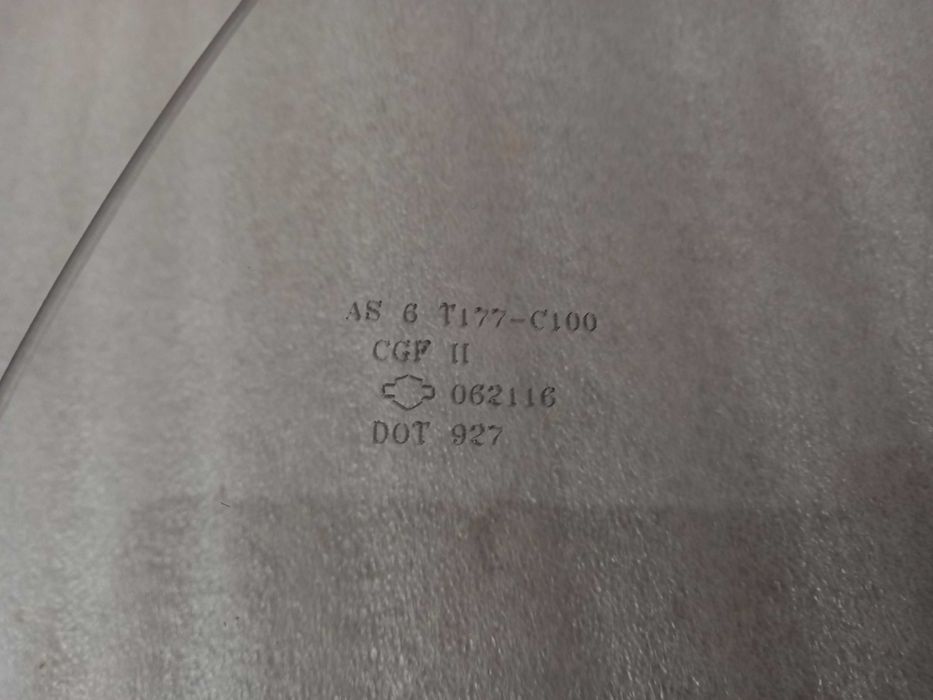 AS 6 T177-C100
CGF II
062116
DOT 927